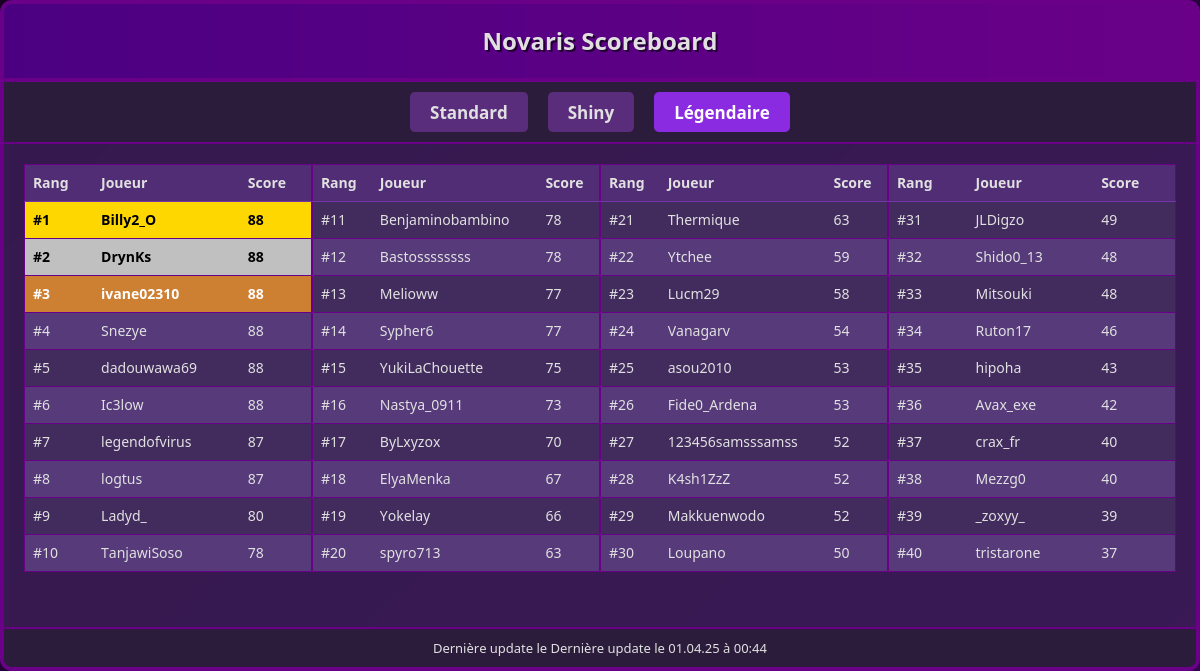 Novaris Scoreboard
Standard Shiny Légendaire
Rang Joueur Score Rang Joueur Score Rang Joueur Score Rang Joueur Score
#1 Billy2_O 88 #11 Benjaminobambino 78 #21 Thermique 63 #31 JLDigzo 49
#2 DrynKs 88 #12 Bastosssssssss 78 #22 Ytchee 59 #32 Shido0_13 48
#3 ivane02310 88 #13 Melioww 77 #23 Lucm29 58 #33 Mitsouki 48
#4 Snezye 88 #14 Sypher6 77 #24 Vanagarv 54 #34 Ruton17 46
#5 dadouwawa69 88 #15 YukiLaChouette 75 #25 asou2010 53 #35 hipoha 43
#6 Ic3low 88 #16 Nastya_0911 73 #26 Fide0_Ardena 53 #36 Avax_exe 42
#7 legendofvirus 87 #17 ByLxyzox 70 #27 123456samsssamss 52 #37 crax_fr 40
#8 logtus 87 #18 ElyaMenka 67 #28 K4sh1ZzZ 52 #38 Mezzg0 40
#9 Ladyd_ 80 #19 Yokelay 66 #29 Makkuenwodo 52 #39 _zoxyy_ 39
#10 TanjawiSoso 78 #20 spyro713 63 #30 Loupano 50 #40 tristarone 37
Dernière update le Dernière update le 01.04.25 à 00:44